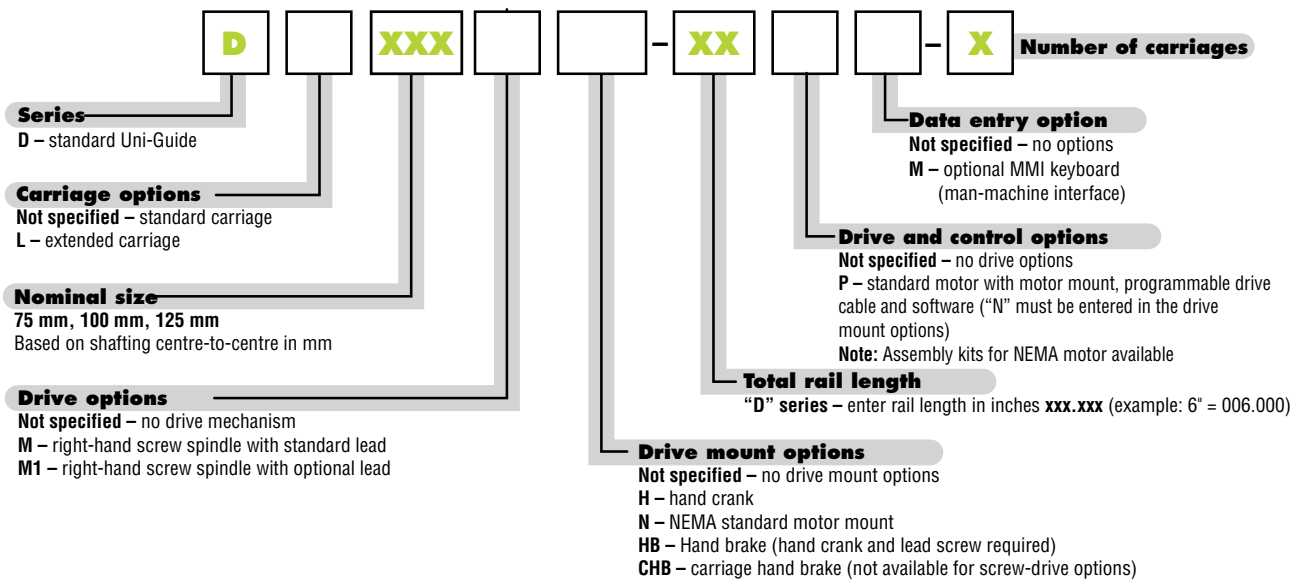 D XXX – XX – X Number of carriages
Series
D – standard Uni-Guide
Carriage options
Not specified – standard carriage
L – extended carriage
Nominal size
75 mm, 100 mm, 125 mm
Based on shafting centre-to-centre in mm
Drive options
Not specified – no drive mechanism
M – right-hand screw spindle with standard lead
M1 – right-hand screw spindle with optional lead
Data entry option
Not specified – no options
M – optional MMI keyboard
(man-machine interface)
Drive and control options
Not specified – no drive options
P – standard motor with motor mount, programmable drive
cable and software (“N” must be entered in the drive
mount options)
Note: Assembly kits for NEMA motor available
Total rail length
“D” series – enter rail length in inches xxx.xxx (example: 6" = 006.000)
Drive mount options
Not specified – no drive mount options
H – hand crank
N – NEMA standard motor mount
HB – Hand brake (hand crank and lead screw required)
CHB – carriage hand brake (not available for screw-drive options)